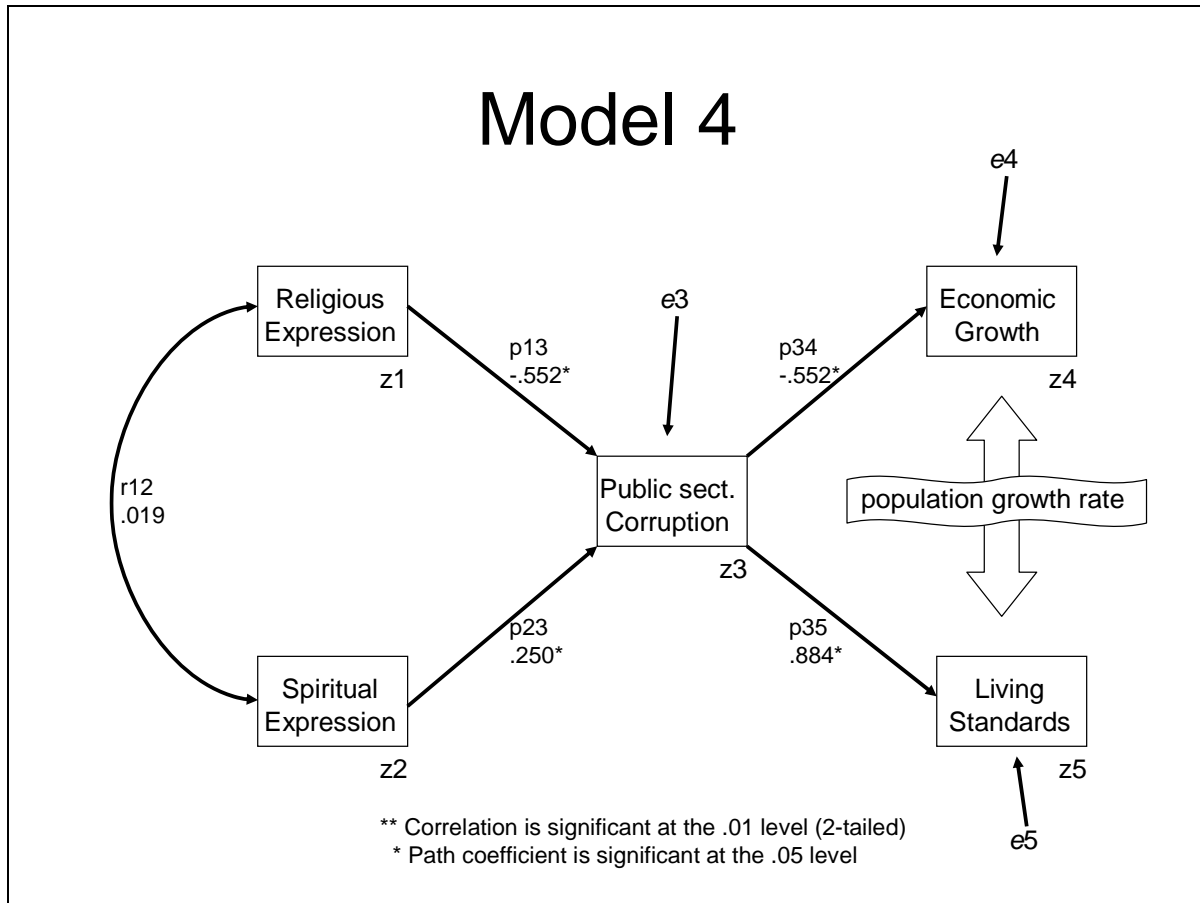 Model 4
e4
Religious
Expression
z1
e3
Economic
Growth
z4
p13
-.552*
p34
-.552*
r12
.019
Public sect.
Corruption
z3
population growth rate
p23
.250*
p35
.884*
Spiritual
Expression
z2
Living
Standards
z5
** Correlation is significant at the .01 level (2-tailed)
* Path coefficient is significant at the .05 level
e5